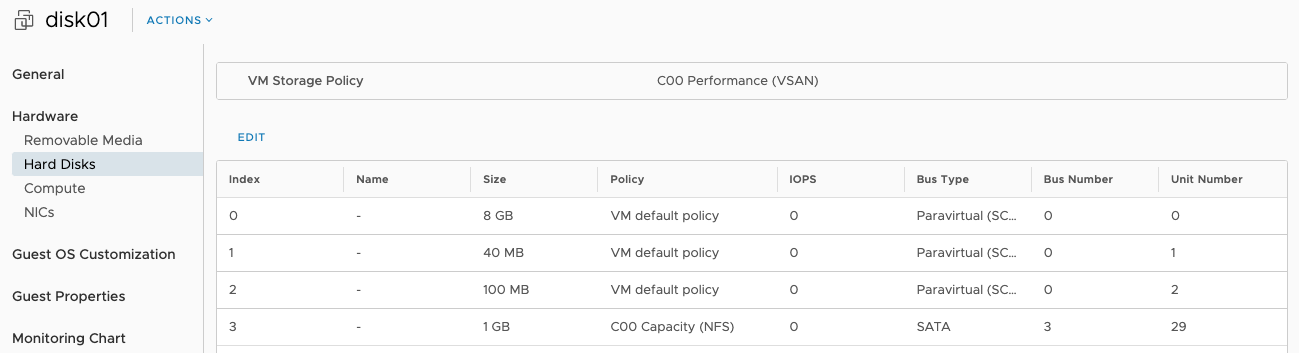 disk01 ACTIONS
General
Hardware
Removable Media
Hard Disks
Compute
NICs
Guest OS Customization
Guest Properties
Monitoring Chart
VM Storage Policy C00 Performance (VSAN)
EDIT
Index Name Size Policy IOPS Bus Type Bus Number Unit Number
0 - 8 GB VM default policy 0 Paravirtual (SC... 0 0
1 - 40 MB VM default policy 0 Paravirtual (SC... 0 1
2 - 100 MB VM default policy 0 Paravirtual (SC... 0 2
3 - 1 GB C00 Capacity (NFS) 0 SATA 3 29